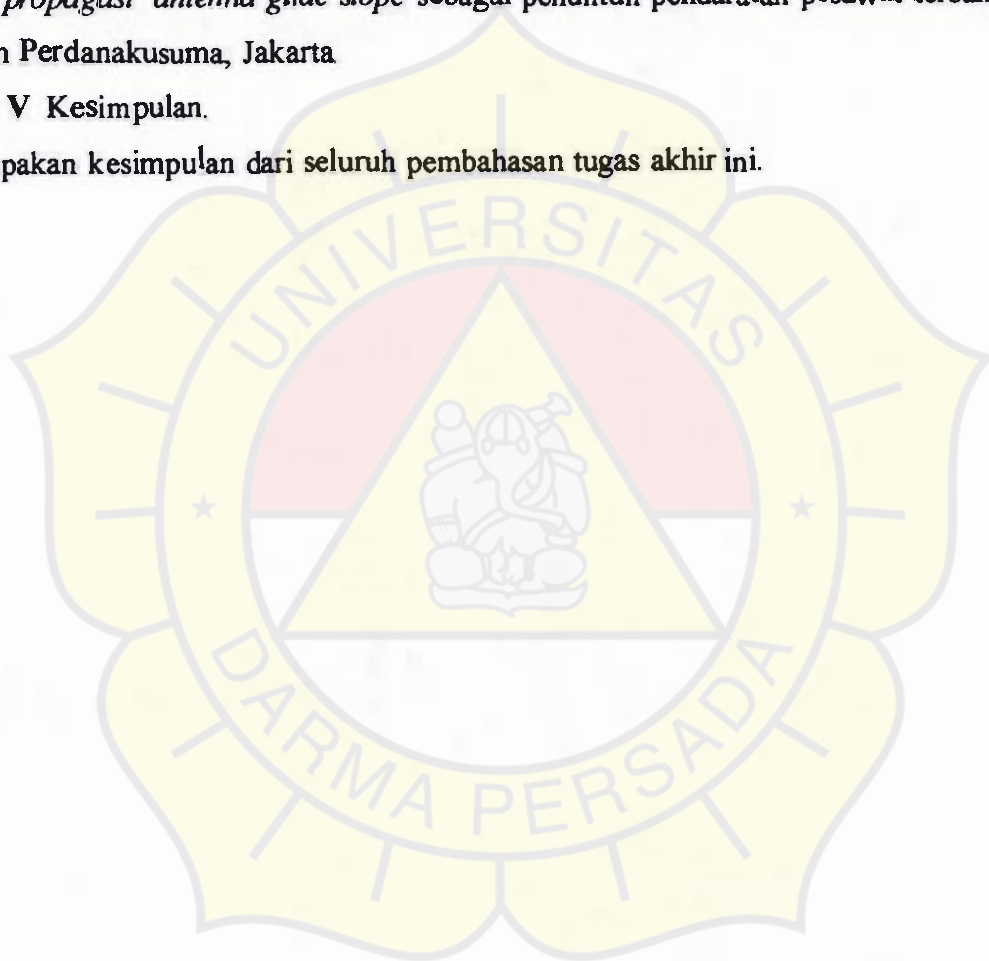 propagasi antenna glide slope sebagai penuntun pendaratan pesawat
Perdanakusuma, Jakarta
V Kesimpulan.
pakan kesimpulan dari seluruh pembahasan tugas akhir ini.
UNIVERSITAS
DARMA PERSADA